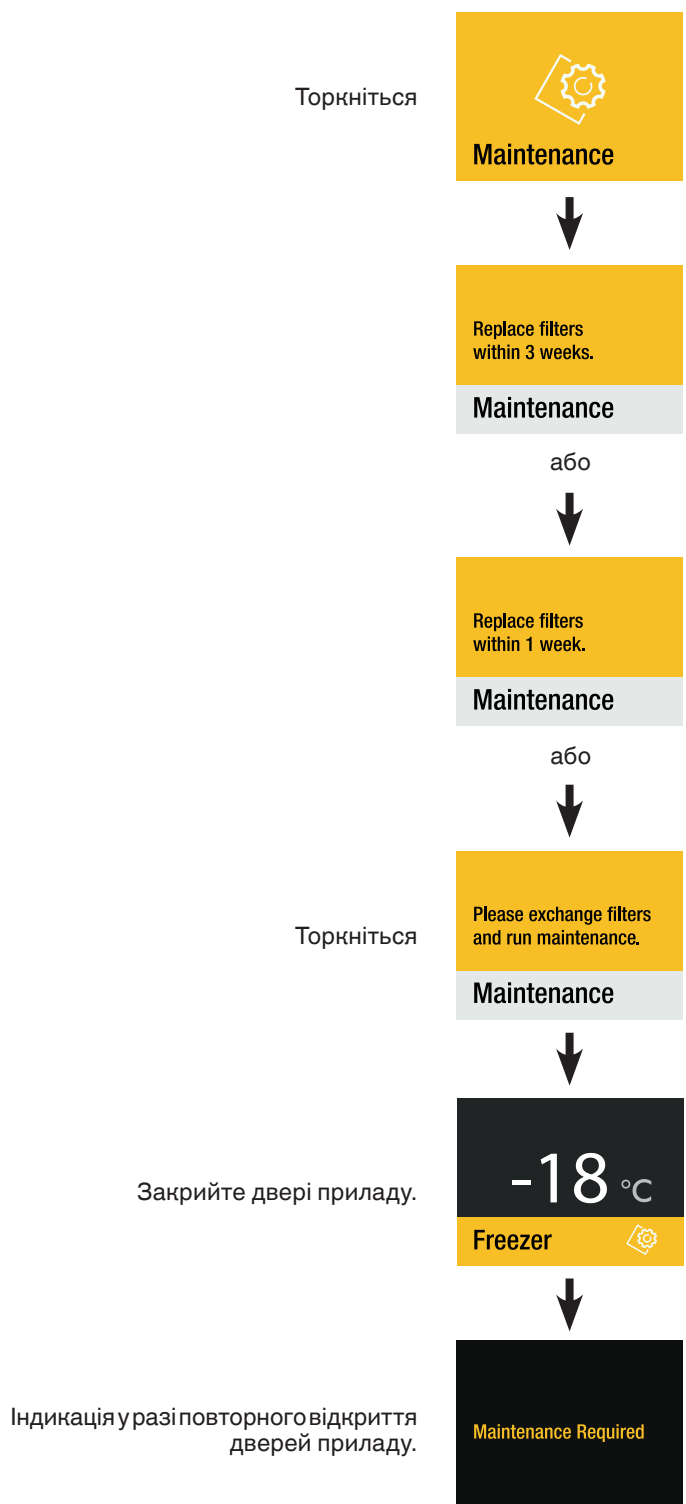 Торкніться
Maintenance
Replace filters
within 3 weeks.
Maintenance
або
Replace filters
within 1 week.
Maintenance
або
Торкніться
Please exchange filters
and run maintenance.
Maintenance
Закрийте двері приладу.
-18 °C
Freezer
Індикація у разі повторного відкриття
дверей приладу.
Maintenance Required